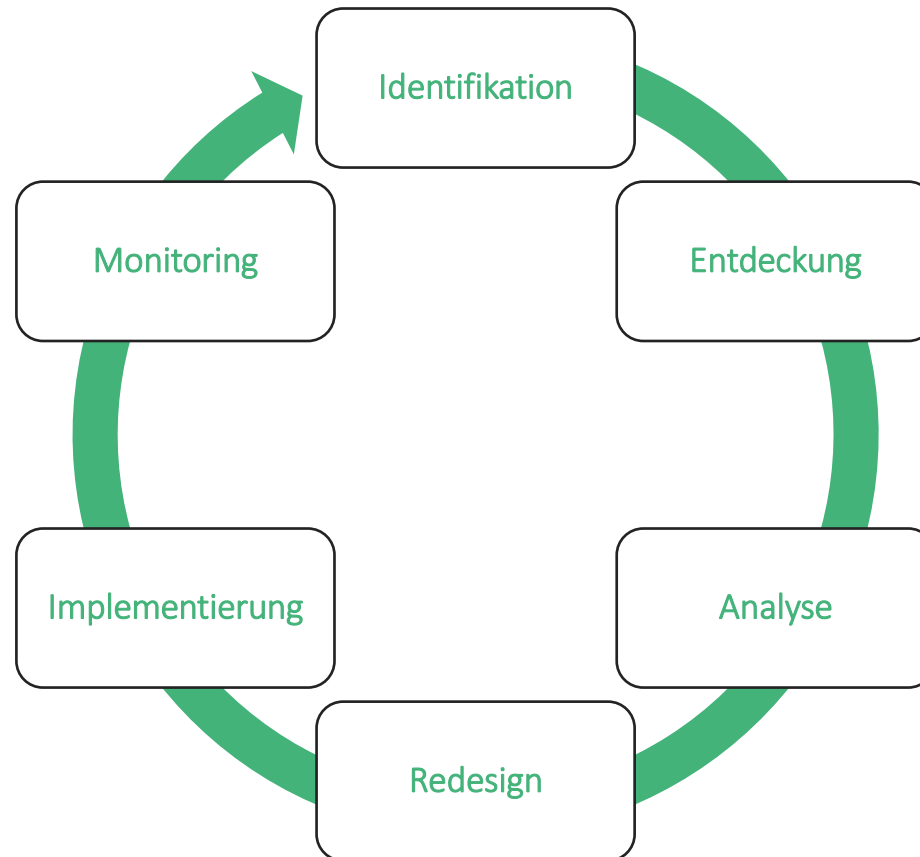 Identifikation
Entdeckung
Analyse
Redesign
Implementierung
Monitoring